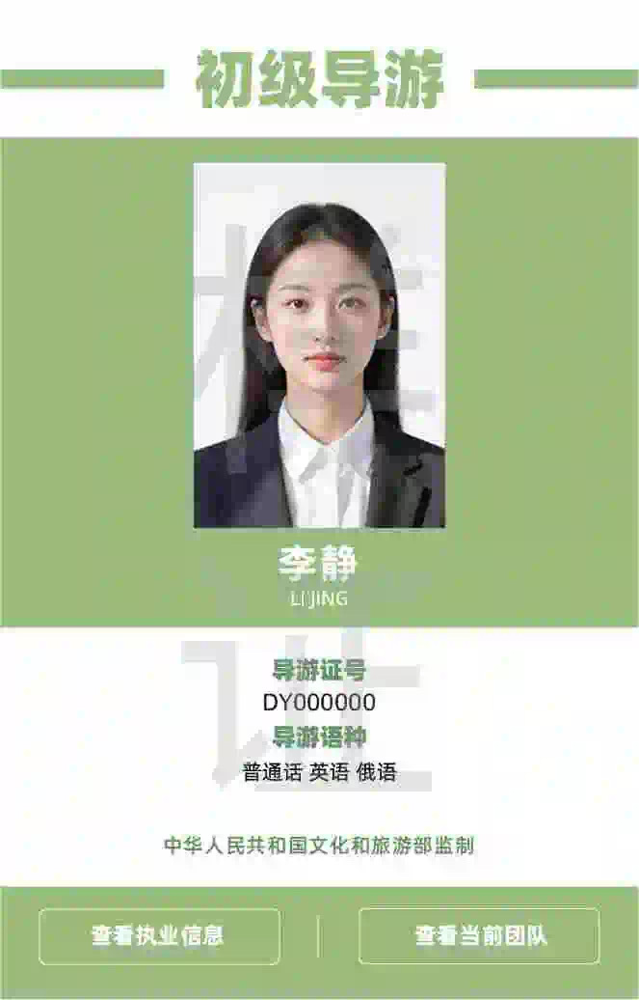 初级导游
李静
LI JING
导游证号
DY000000
导游语种
普通话 英语 俄语
中华人民共和国文化和旅游部监制
查看执业信息
查看当前团队